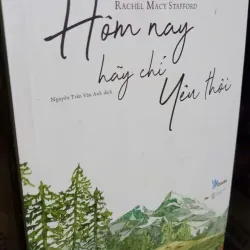 RACHEL MACY STAFFORD
Hôm nay
hãy chỉ
Nguyễn Trần Vân Anh dịch
Yêu thôi